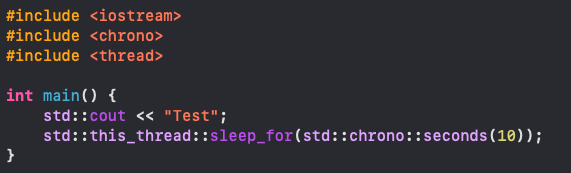 #include <iostream>
#include <chrono>
#include <thread>

int main() {
    std::cout << "Test";
    std::this_thread::sleep_for(std::chrono::seconds(10));
}